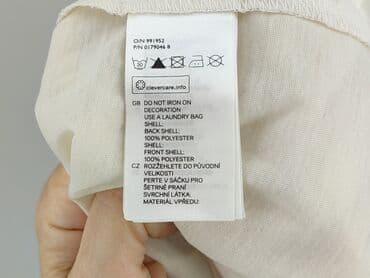 O/N 991952
P/N 0179046 8
30
clevercare.info
GB DO NOT IRON ON
DECORATION
USE A LAUNDRY BAG
SHELL:
BACK SHELL:
100% POLYESTER
SHELL:
FRONT SHELL:
100% POLYESTER
CZ ROZŽEHLETE DO PŮVODNÍ
VELIKOSTI
PERTE V SÁČKU PRO
ŠETRNÉ PRANÍ
SVRCHNÍ LÁTKA:
MATERIÁL VPŘEDU: